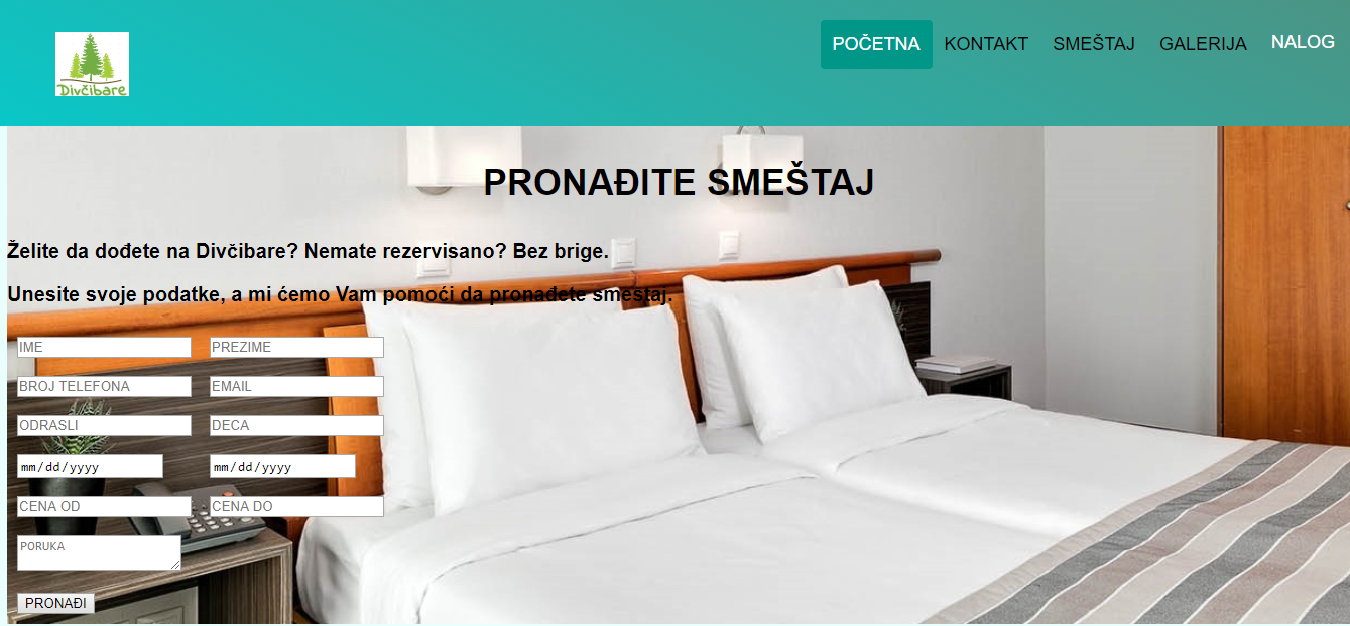 Divčibare
POČETNA KONTAKT SMEŠTAJ GALERIJA NALOG
PRONAĐITE SMEŠTAJ
Želite da dođete na Divčibare? Nemate rezervisano? Bez brige.
Unesite svoje podatke, a mi ćemo Vam pomoći da pronađete smeštaj.
IME PREZIME
BROJ TELEFONA EMAIL
ODRASLI DECA
mm/dd/yyyy mm/dd/yyyy
CENA OD CENA DO
PORUKA
PRONAĐI